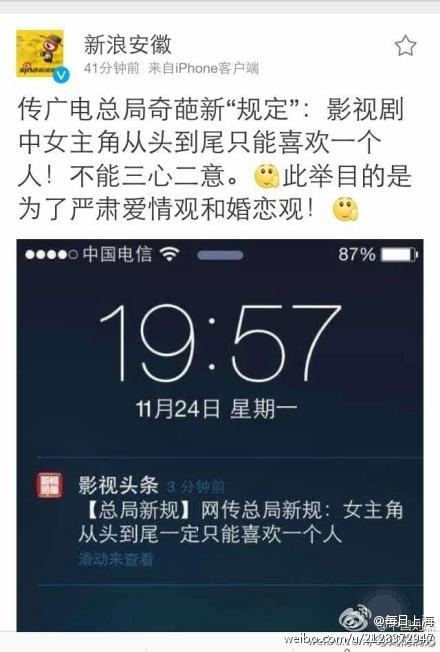 新浪安徽
41分钟前 来自iPhone客户端
传广电总局奇葩新“规定”：影视剧
中女主角从头到尾只能喜欢一个
人！不能三心二意。此举目的是
为了严肃爱情观和婚恋观！
中国电信 87%
19:57
11月24日 星期一
影视头条 3 分钟前
【总局新规】网传总局新规：女主角
从头到尾一定只能喜欢一个人
滑动来查看
@每日上海
weibo.com/u/2128372947